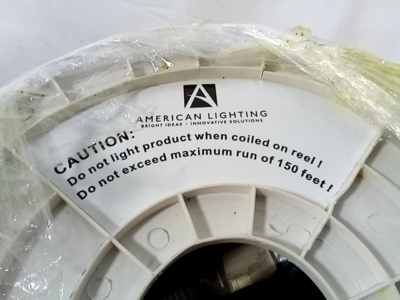 AMERICAN LIGHTING
BRIGHT IDEAS • INNOVATIVE SOLUTIONS
CAUTION:
Do not light product when coiled on reel !
Do not exceed maximum run of 150 feet !